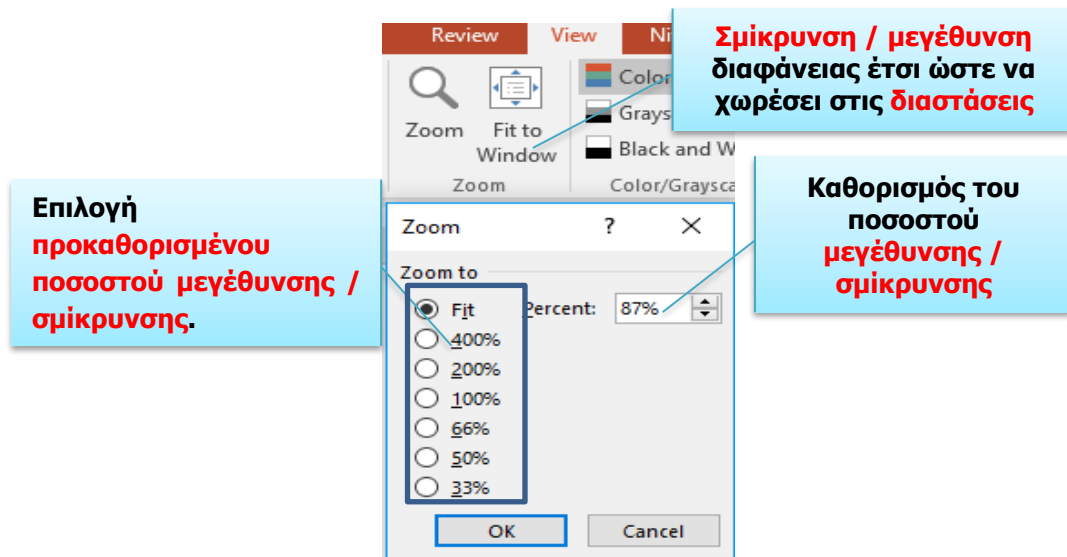 Review View Ni
Σμίκρυνση / μεγέθυνση
διαφάνειας έτσι ώστε να
χωρέσει στις διαστάσεις
Zoom
Fit to
Window
Color
Grays
Black and W
Zoom
Color/Graysca
Επιλογή
προκαθορισμένου
ποσοστού μεγέθυνσης /
σμίκρυνσης.
Καθορισμός του
ποσοστού
μεγέθυνσης /
σμίκρυνσης
Zoom ? ×
Zoom to
Fit Percent: 87%
400%
200%
100%
66%
50%
33%
OK Cancel